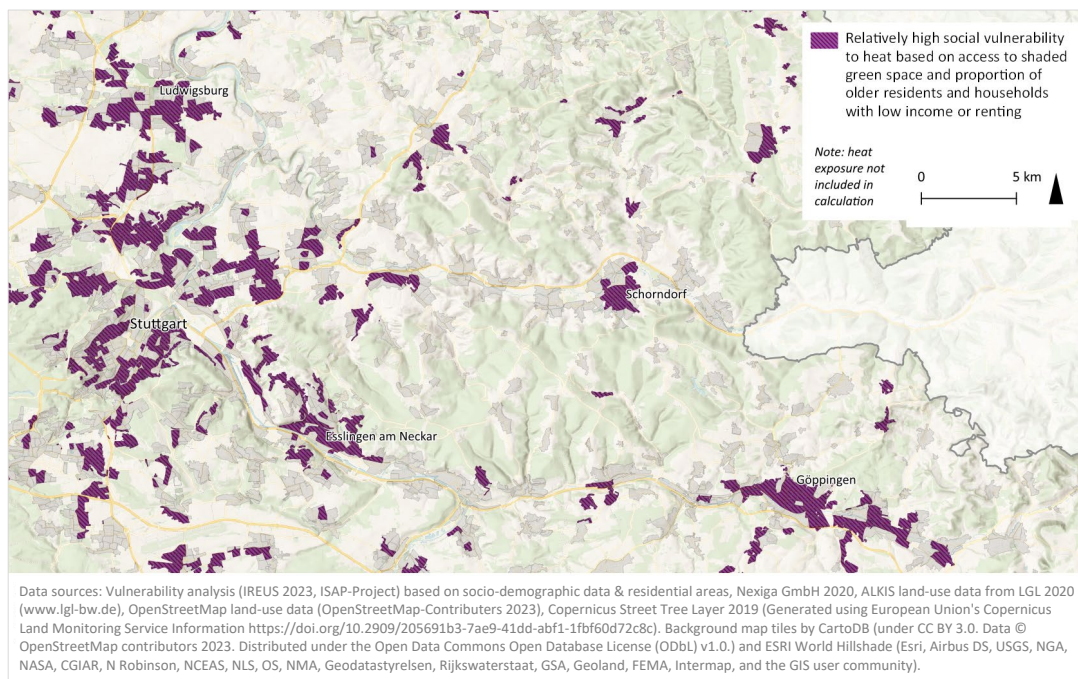 Relatively high social vulnerability
to heat based on access to shaded
green space and proportion of
older residents and households
with low income or renting
Note: heat
exposure not
included in
calculation
0 5 km
Ludwigsburg
Schorndorf
Stuttgart
Esslingen am Neckar
Göppingen
Data sources: Vulnerability analysis (IREUS 2023, ISAP-Project) based on socio-demographic data & residential areas, Nexiga GmbH 2020, ALKIS land-use data from LGL 2020
(www.lgl-bw.de), OpenStreetMap land-use data (OpenStreetMap-Contributers 2023), Copernicus Street Tree Layer 2019 (Generated using European Union's Copernicus
Land Monitoring Service Information https://doi.org/10.2909/205691b3-7ae9-41dd-abf1-1fbf60d72c8c). Background map tiles by CartoDB (under CC BY 3.0. Data ©
OpenStreetMap contributors 2023. Distributed under the Open Data Commons Open Database License (ODbL) v1.0.) and ESRI World Hillshade (Esri, Airbus DS, USGS, NGA,
NASA, CGIAR, N Robinson, NCEAS, NLS, OS, NMA, Geodatastyrelsen, Rijkswaterstaat, GSA, Geoland, FEMA, Intermap, and the GIS user community).